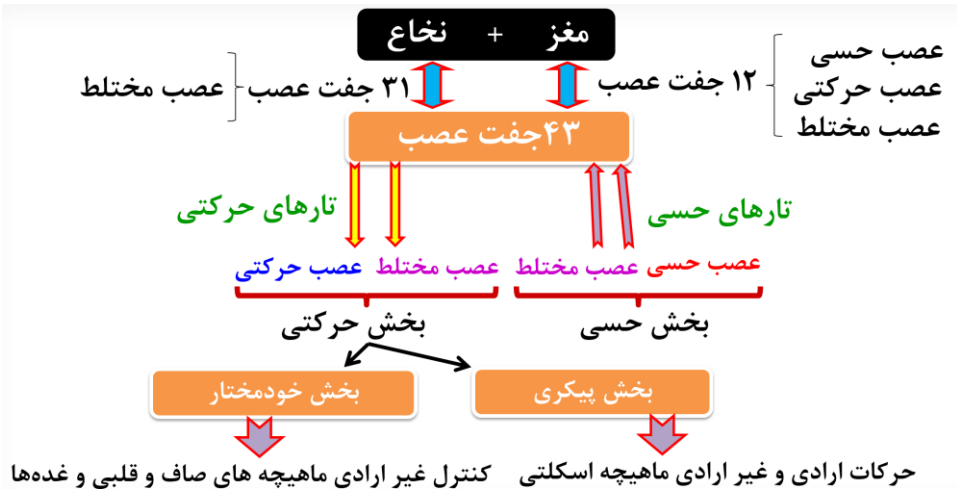 مغز + نخاع
عصب حسی
عصب حرکتی
عصب مختلط
۱۲ جفت عصب
۳۱ جفت عصب
عصب مختلط
۴۳جفت عصب
تارهای حسی
تارهای حرکتی
عصب حسی
عصب مختلط
عصب مختلط
عصب حرکتی
بخش حسی
بخش حرکتی
بخش پیکری
بخش خودمختار
حرکات ارادی و غیر ارادی ماهیچه اسکلتی
کنترل غیر ارادی ماهیچه های صاف و قلبی و غده‌ها